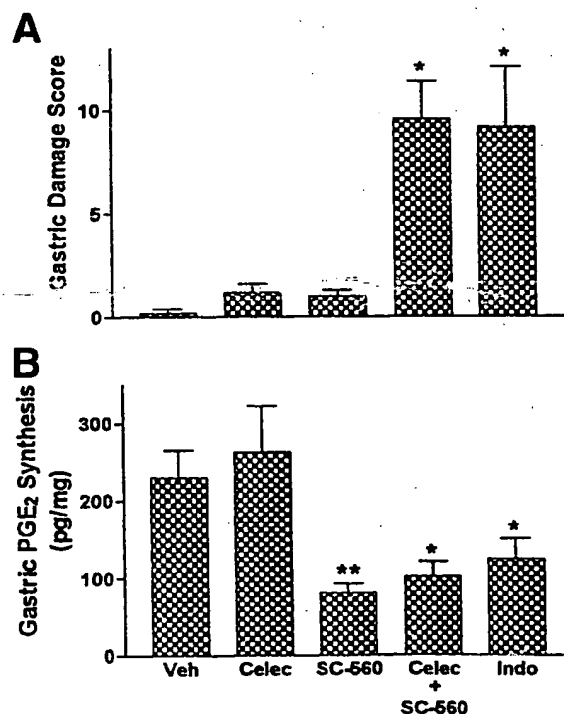 A
Gastric Damage Score
10
5
0
*
*
B
Gastric PGE₂ Synthesis
(pg/mg)
300
200
100
0
**
*
*
Veh
Celec
SC-560
Celec
+
SC-560
Indo